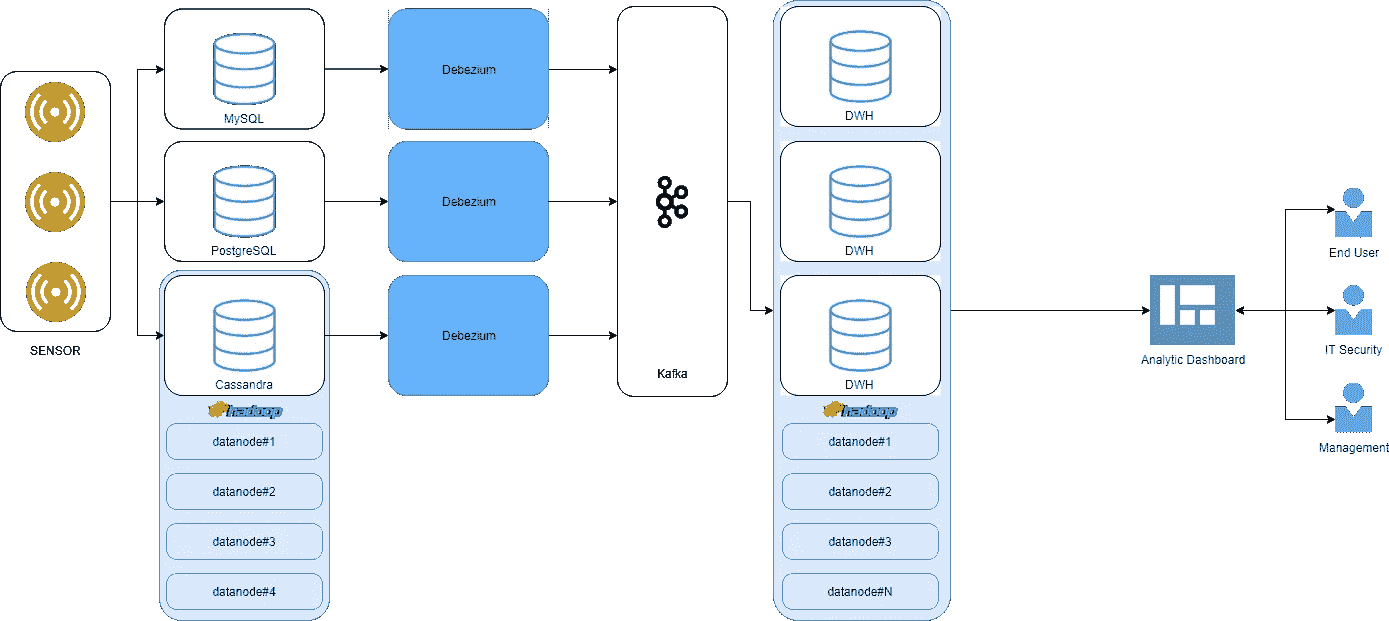 SENSOR
MySQL
PostgreSQL
Cassandra
hadoop
datanode#1
datanode#2
datanode#3
datanode#4
Debezium
Debezium
Debezium
Kafka
DWH
DWH
DWH
hadoop
datanode#1
datanode#2
datanode#3
datanode#N
Analytic Dashboard
End User
IT Security
Management